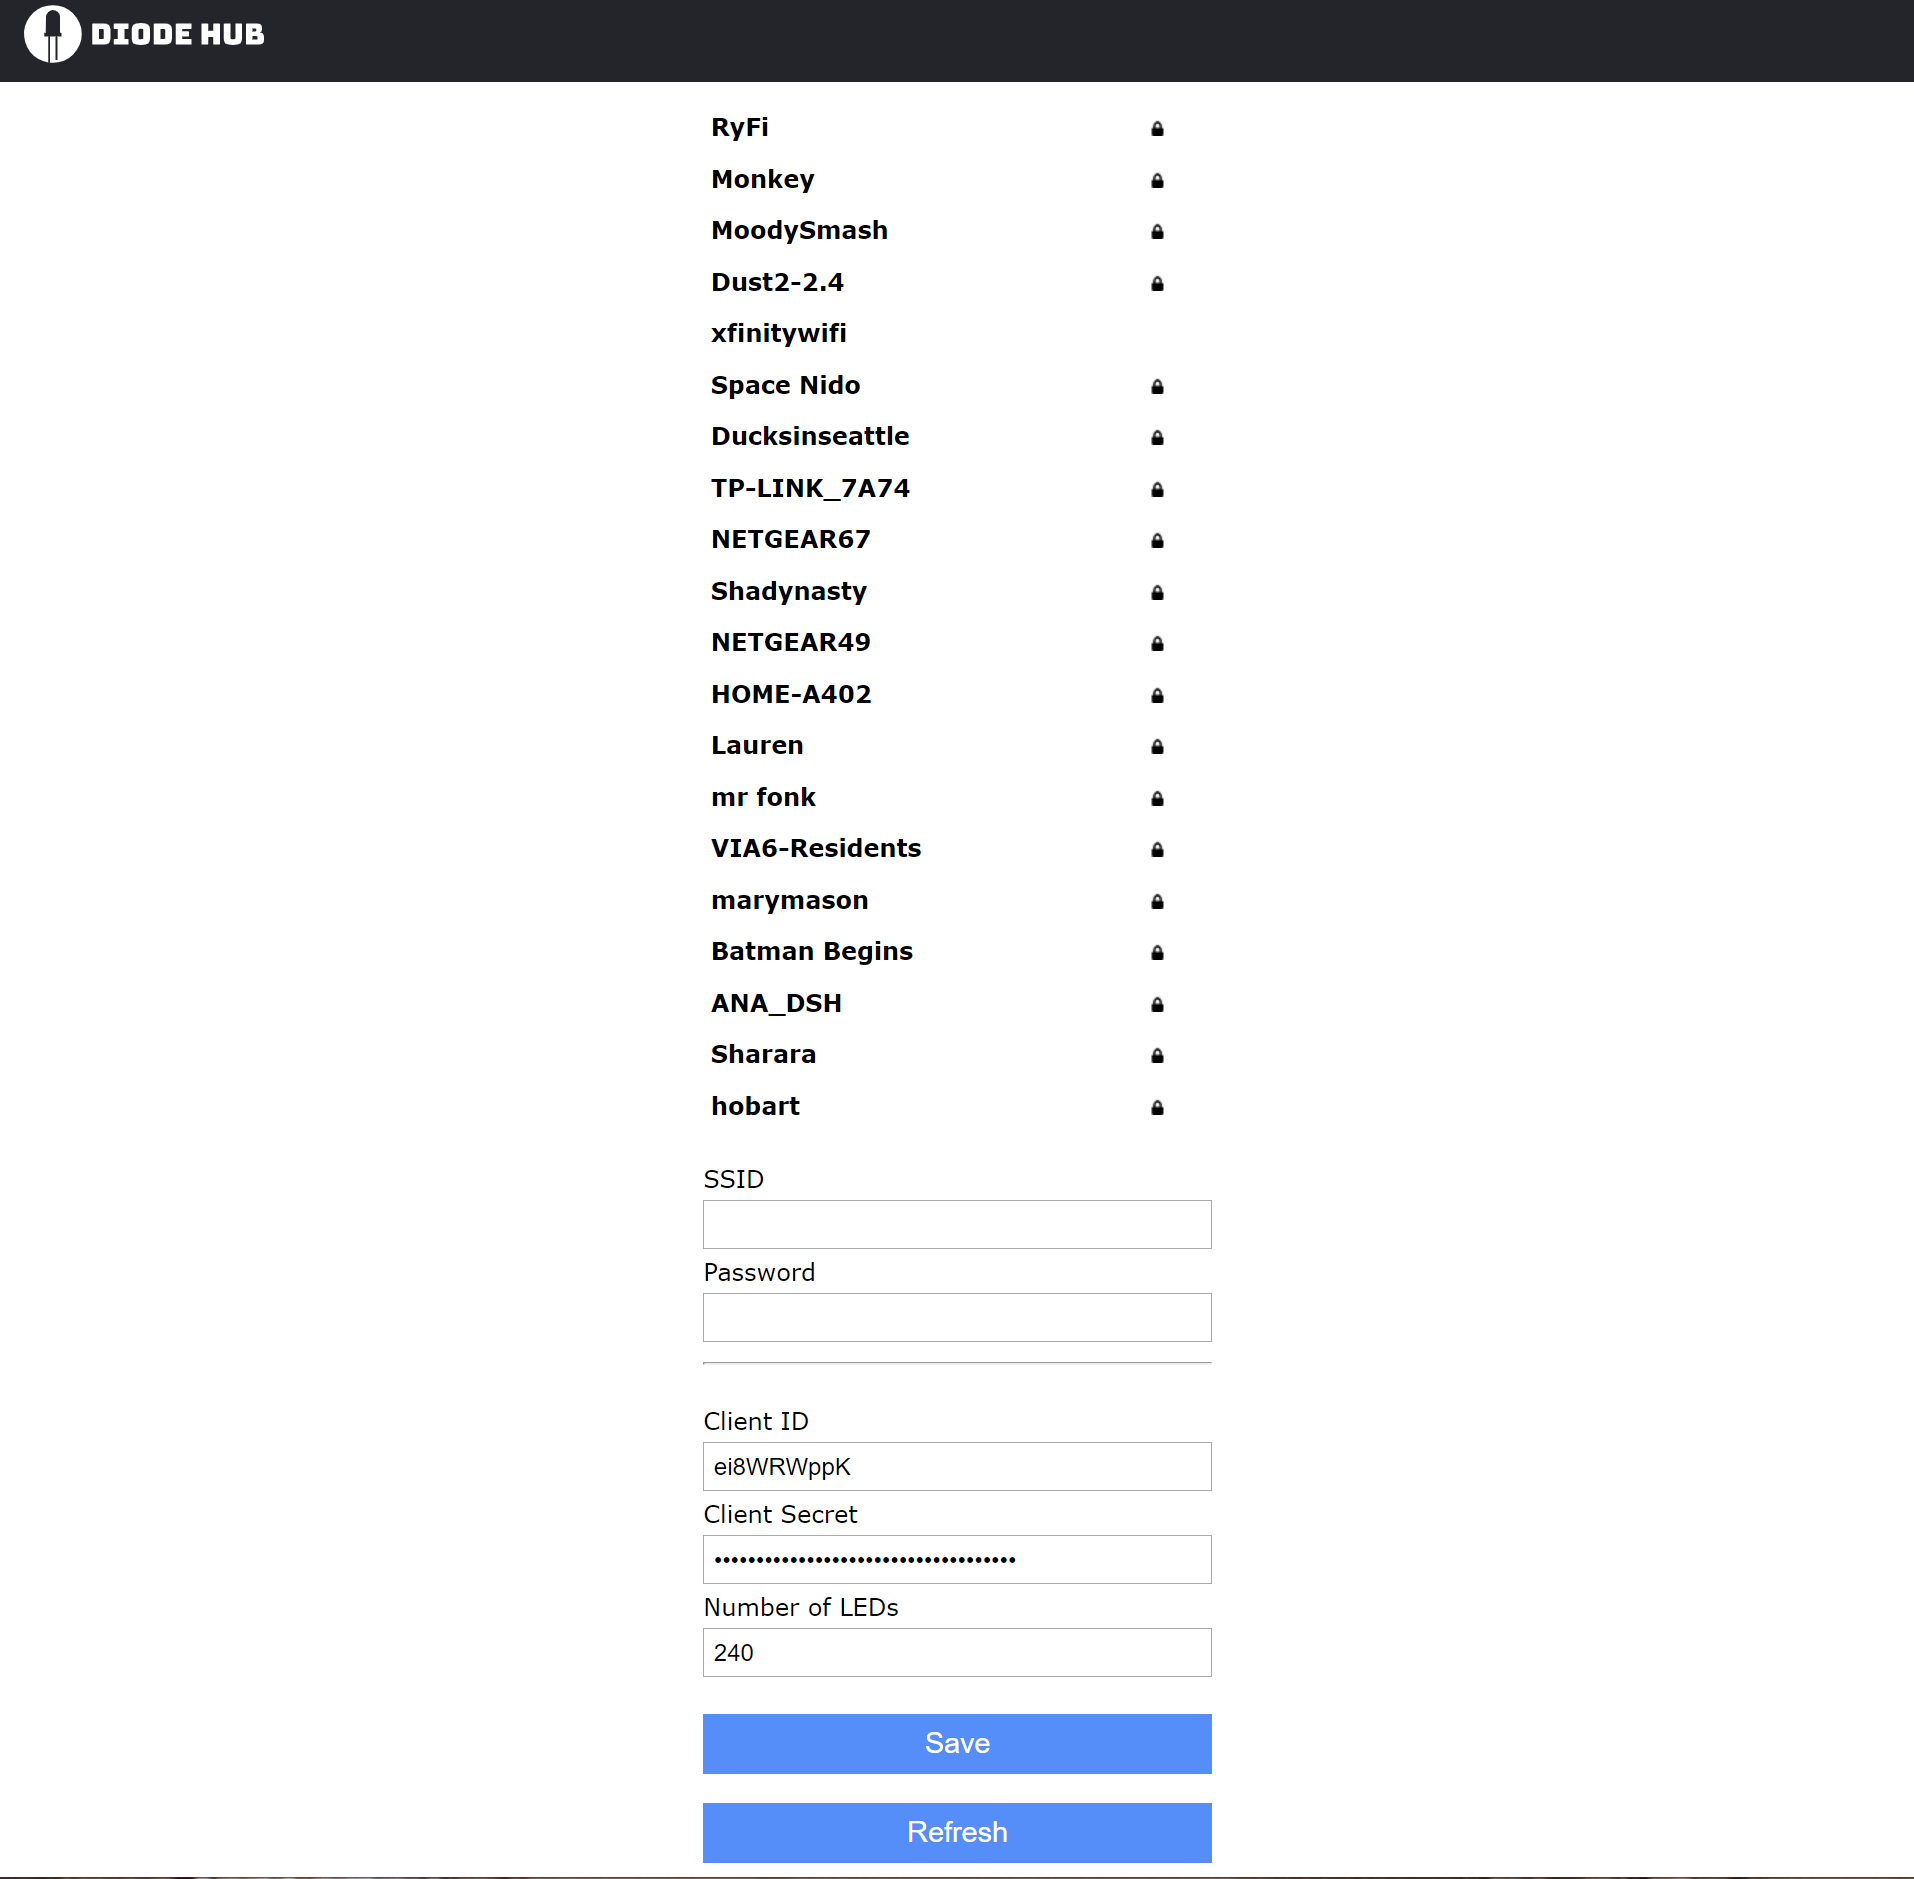 DIODE HUB
RyFi
Monkey
MoodySmash
Dust2-2.4
xfinitywifi
Space Nido
Ducksinseattle
TP-LINK_7A74
NETGEAR67
Shadynasty
NETGEAR49
HOME-A402
Lauren
mr fonk
VIA6-Residents
marymason
Batman Begins
ANA_DSH
Sharara
hobart
SSID
Password
Client ID
ei8WRWppK
Client Secret
••••••••••••••••••••••••••••••••••••
Number of LEDs
240
Save
Refresh